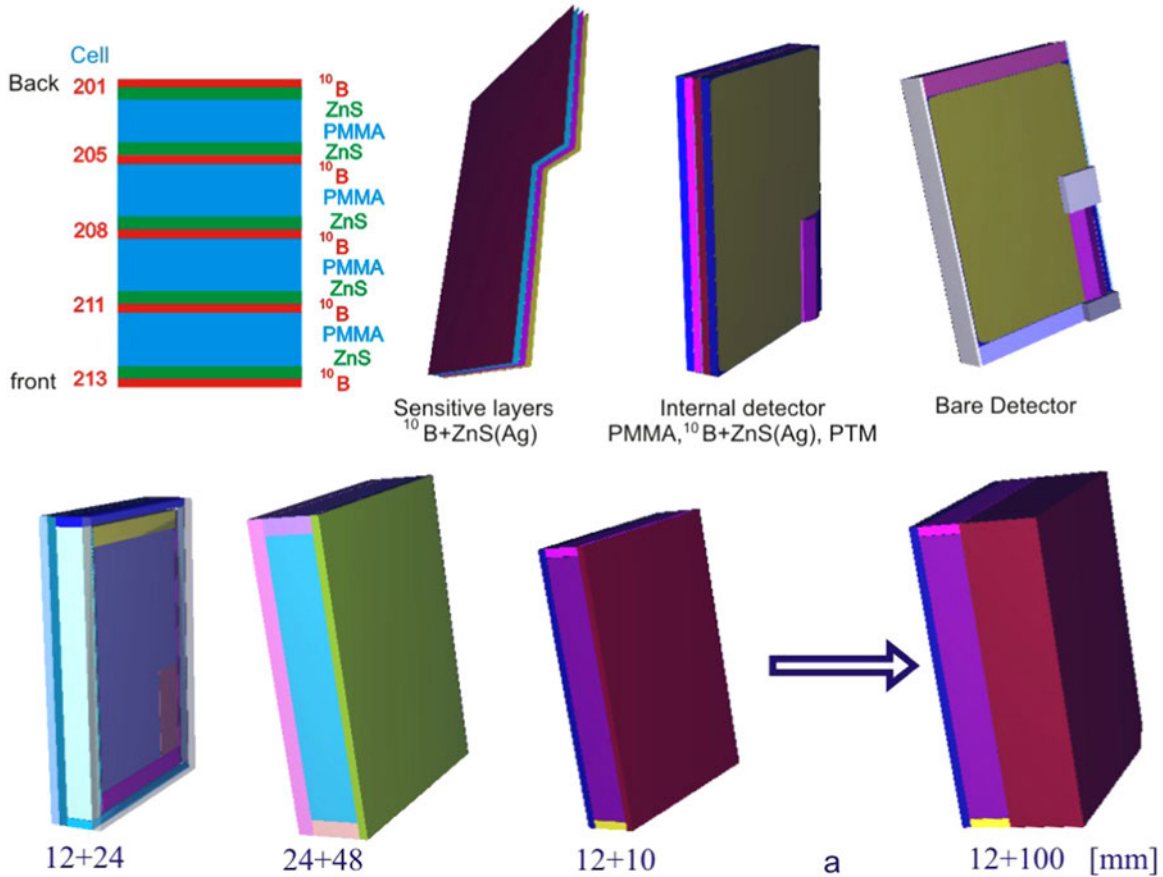 Cell
Back 201 ¹⁰B
ZnS
PMMA
205 ZnS
¹⁰B
PMMA
208 ZnS
¹⁰B
PMMA
ZnS
211 ¹⁰B
PMMA
ZnS
front 213 ¹⁰B
Sensitive layers
¹⁰B+ZnS(Ag)
Internal detector
PMMA,¹⁰B+ZnS(Ag), PTM
Bare Detector
12+24 24+48 12+10 a 12+100 [mm]